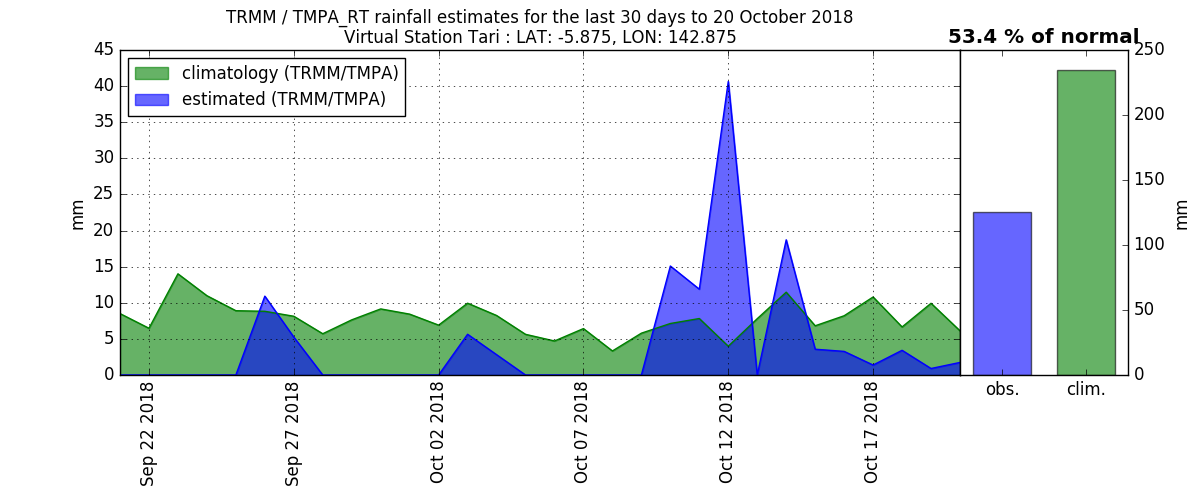 TRMM / TMPA_RT rainfall estimates for the last 30 days to 20 October 2018
Virtual Station Tari : LAT: -5.875, LON: 142.875
53.4 % of normal
climatology (TRMM/TMPA)
estimated (TRMM/TMPA)
45
40
35
30
25
20
15
10
5
0
mm
Sep 22 2018
Sep 27 2018
Oct 02 2018
Oct 07 2018
Oct 12 2018
Oct 17 2018
250
200
150
100
50
0
mm
obs.
clim.